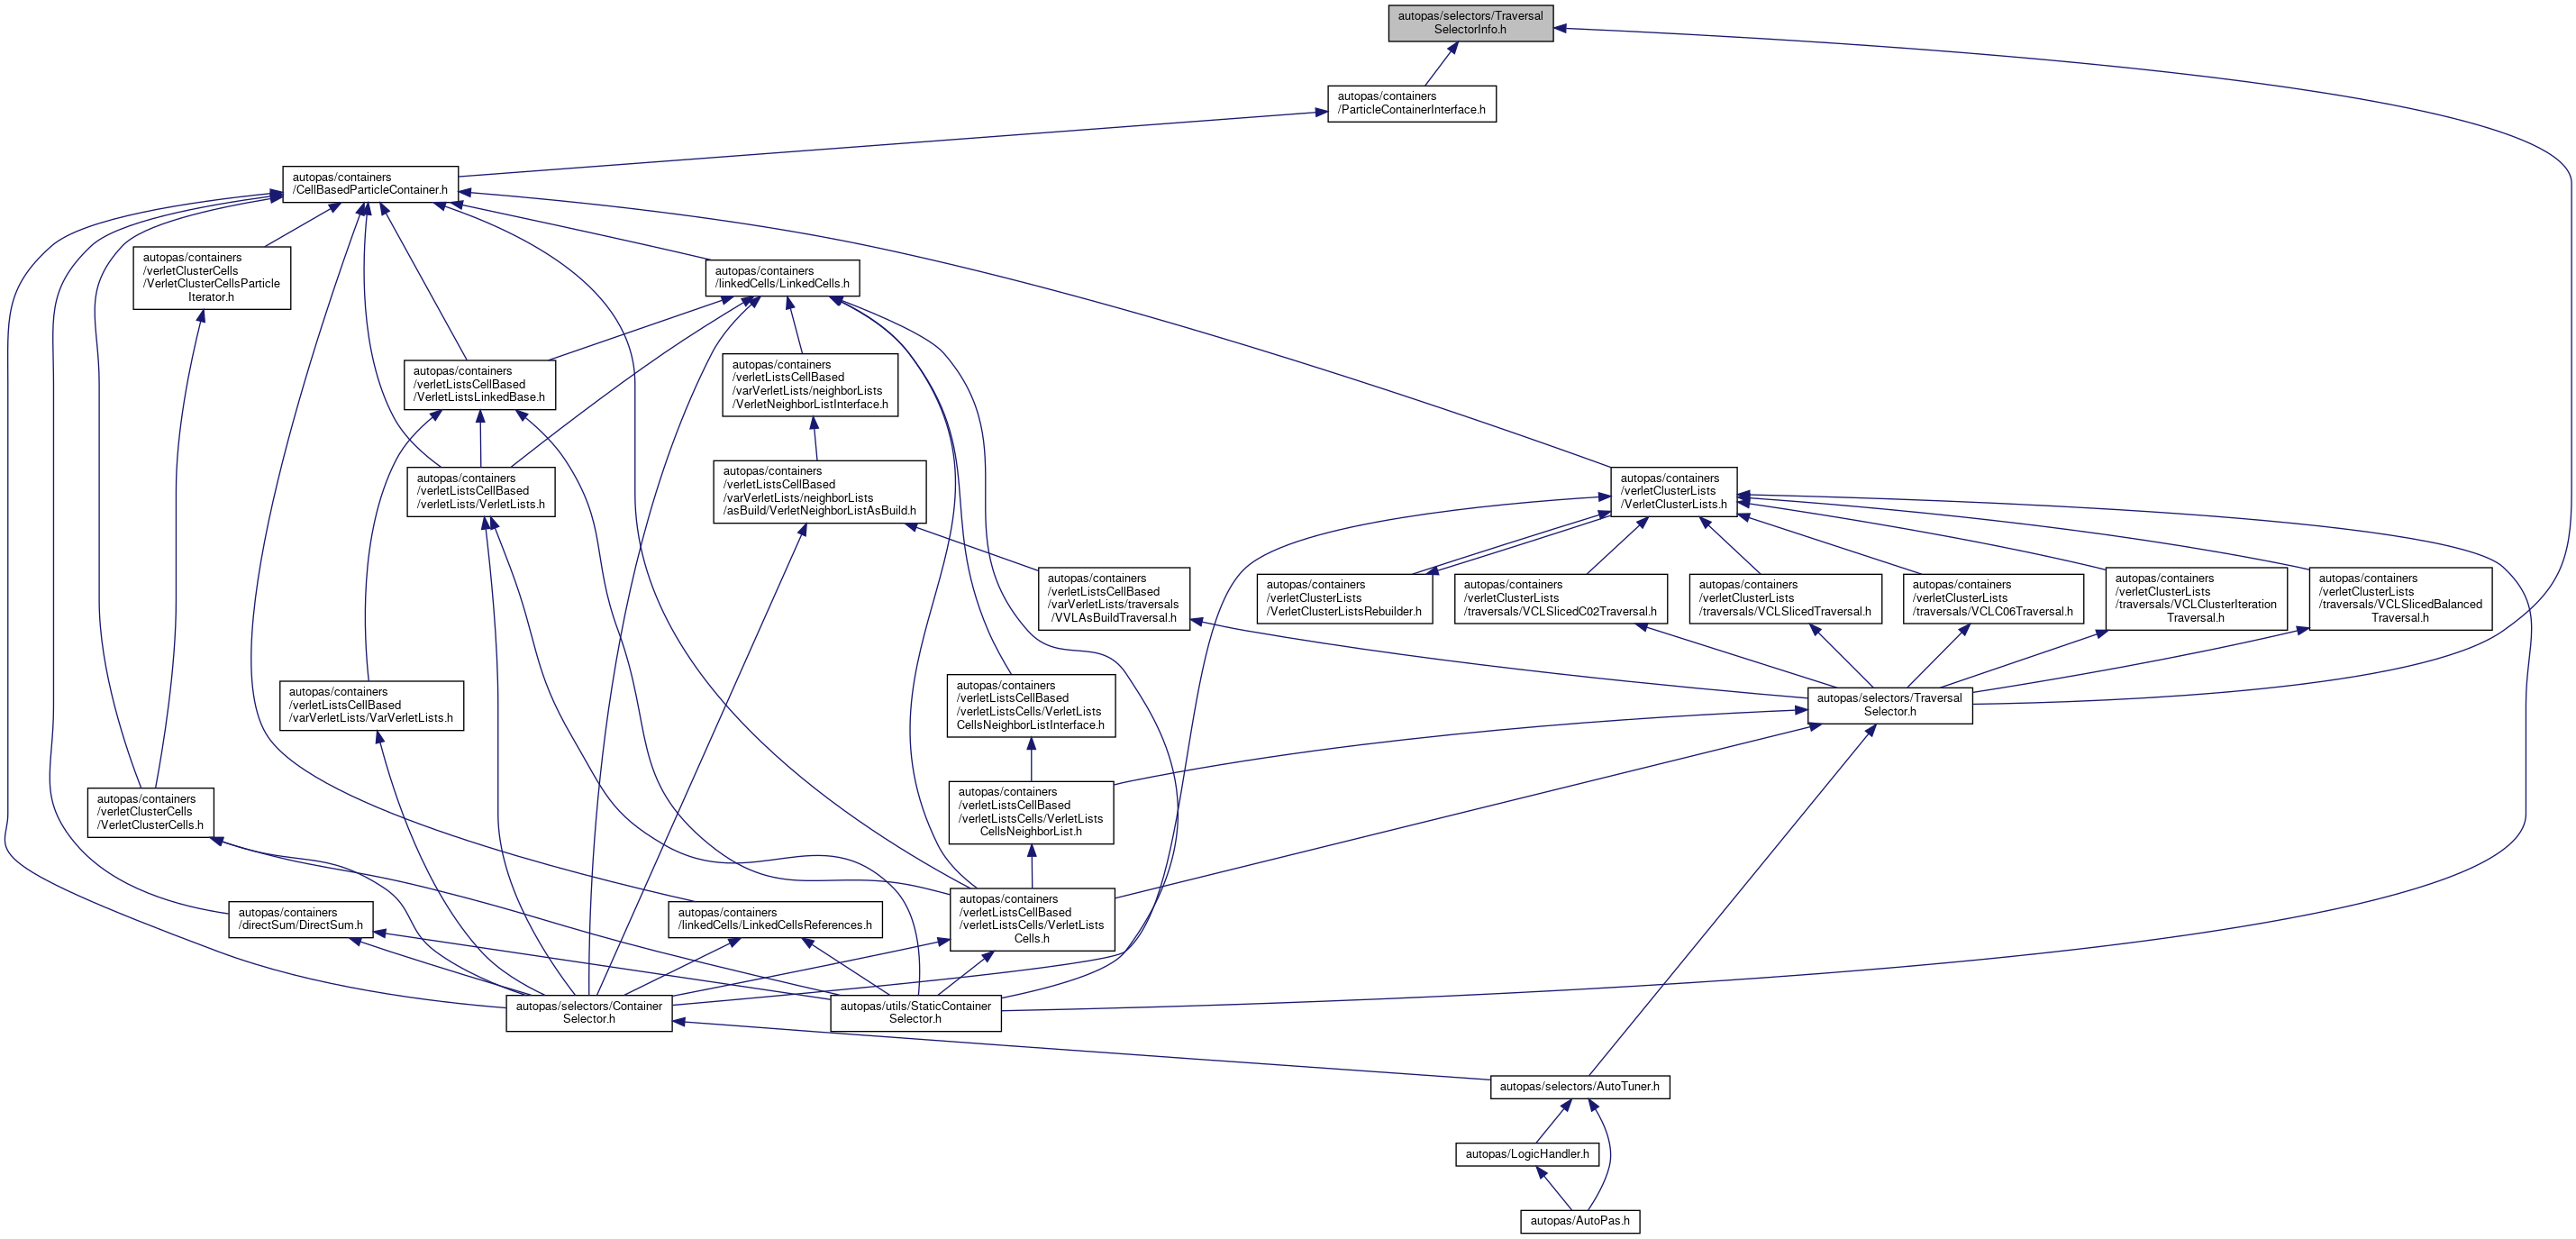 autopas/selectors/Traversal
SelectorInfo.h
autopas/containers
/ParticleContainerInterface.h
autopas/containers
/CellBasedParticleContainer.h
autopas/containers
/verletClusterCells
/VerletClusterCellsParticle
Iterator.h
autopas/containers
/linkedCells/LinkedCells.h
autopas/containers
/verletListsCellBased
/VerletListsLinkedBase.h
autopas/containers
/verletListsCellBased
/varVerletLists/neighborLists
/VerletNeighborListInterface.h
autopas/containers
/verletListsCellBased
/verletLists/VerletLists.h
autopas/containers
/verletListsCellBased
/varVerletLists/neighborLists
/asBuild/VerletNeighborListAsBuild.h
autopas/containers
/verletClusterLists
/VerletClusterLists.h
autopas/containers
/verletListsCellBased
/varVerletLists/traversals
/VVLAsBuildTraversal.h
autopas/containers
/verletClusterLists
/VerletClusterListsRebuilder.h
autopas/containers
/verletClusterLists
/traversals/VCLSlicedC02Traversal.h
autopas/containers
/verletClusterLists
/traversals/VCLSlicedTraversal.h
autopas/containers
/verletClusterLists
/traversals/VCLC06Traversal.h
autopas/containers
/verletClusterLists
/traversals/VCLClusterIteration
Traversal.h
autopas/containers
/verletClusterLists
/traversals/VCLSlicedBalanced
Traversal.h
autopas/containers
/verletListsCellBased
/varVerletLists/VarVerletLists.h
autopas/containers
/verletListsCellBased
/verletListsCells/VerletLists
CellsNeighborListInterface.h
autopas/selectors/Traversal
Selector.h
autopas/containers
/verletClusterCells
/VerletClusterCells.h
autopas/containers
/verletListsCellBased
/verletListsCells/VerletLists
CellsNeighborList.h
autopas/containers
/directSum/DirectSum.h
autopas/containers
/linkedCells/LinkedCellsReferences.h
autopas/containers
/verletListsCellBased
/verletListsCells/VerletLists
Cells.h
autopas/selectors/Container
Selector.h
autopas/utils/StaticContainer
Selector.h
autopas/selectors/AutoTuner.h
autopas/LogicHandler.h
autopas/AutoPas.h